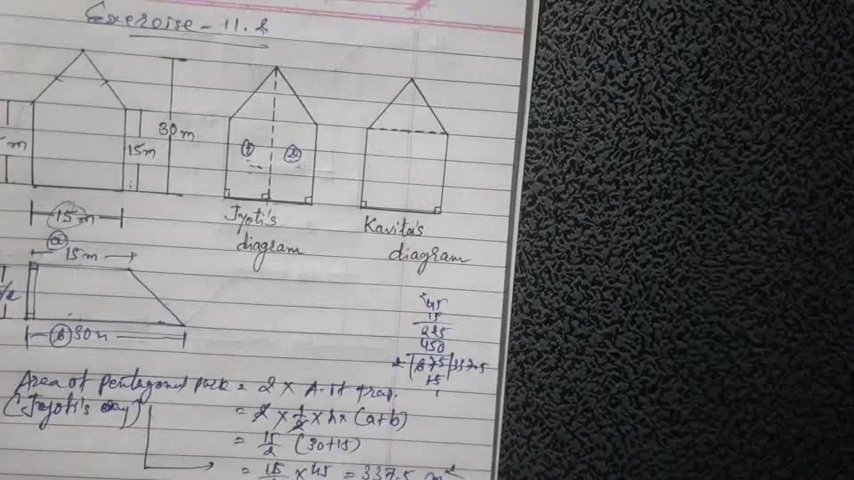 Exercise - 11.2
30m
m
15m
15m
Jyoti's
diagram
Kavita's
diagram
(a)
15m
(b) 30m
45
15
225
450
2 675 337.5
15
Area of pentagonal park = 2 × A. of trap.
(Jyoti's way)
= 2 × 1/2 × h × (a+b)
= 15/2 (30+15)
= 15 × 45 = 337.5 m²